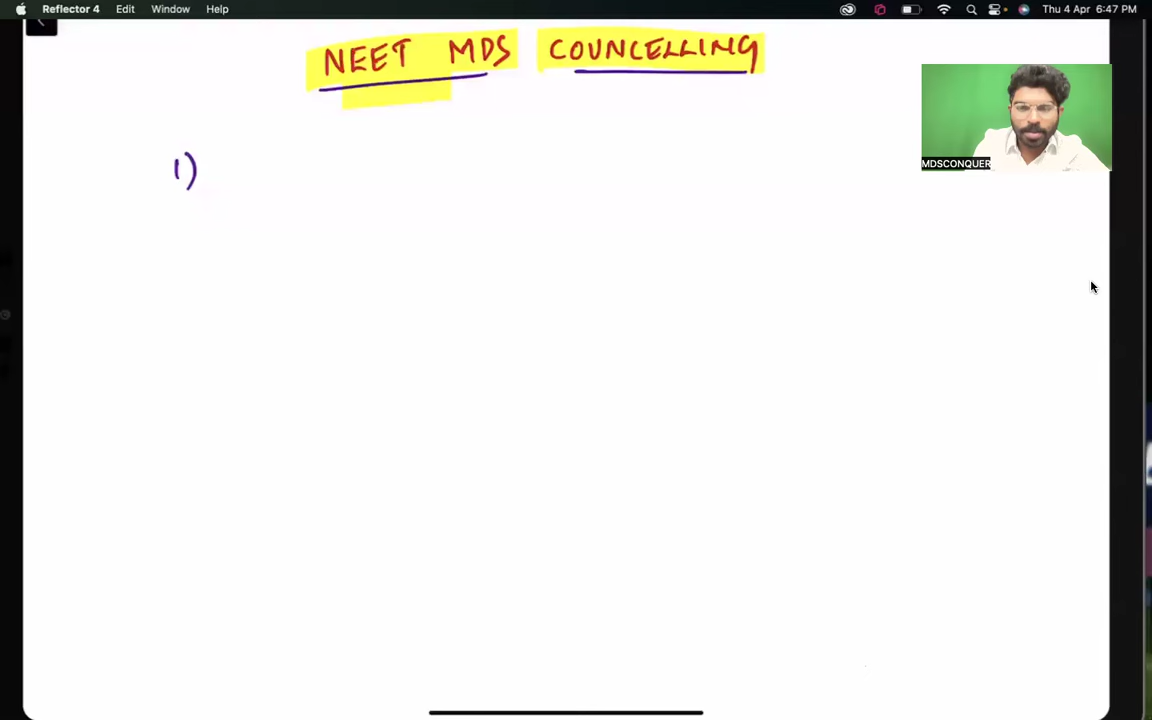 Reflector 4 Edit Window Help Thu 4 Apr 6:47 PM
NEET MDS COUNCELLING
MDSCONQUER
1)